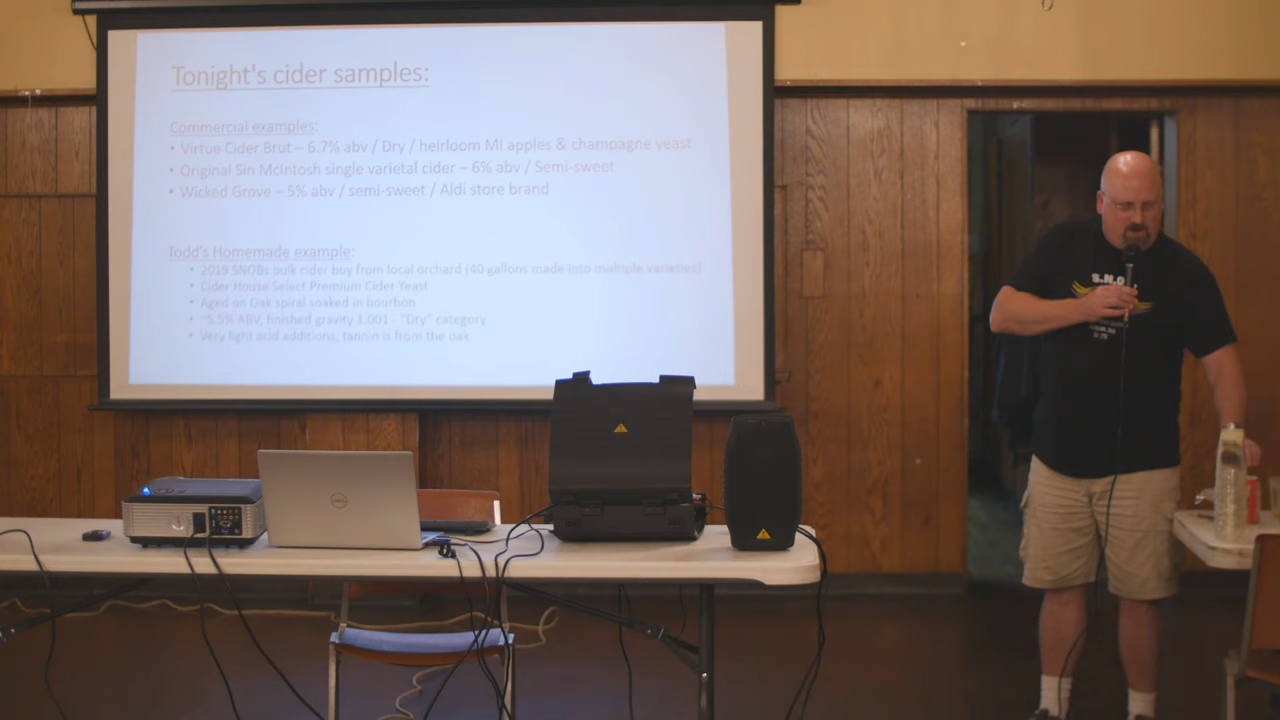 Tonight's cider samples:
Commercial examples:
• Virtue Cider Brut – 6.7% abv / Dry / heirloom MI apples & champagne yeast
• Original Sin McIntosh single varietal cider – 6% abv / Semi-sweet
• Wicked Grove – 5% abv / semi-sweet / Aldi store brand
Todd's Homemade example:
• 2019 SNOBs bulk cider buy from local orchard (40 gallons made into multiple varieties)
• Cider House Select Premium Cider Yeast
• Aged on Oak spiral soaked in bourbon
• ~5.5% ABV, finished gravity 1.001 - "Dry" category
• Very light acid additions, tannin is from the oak
S.N.O.
DELL